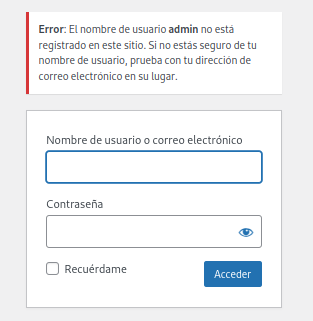 Error: El nombre de usuario admin no está
registrado en este sitio. Si no estás seguro de tu
nombre de usuario, prueba con tu dirección de
correo electrónico en su lugar.
Nombre de usuario o correo electrónico
Contraseña
Recuérdame
Acceder